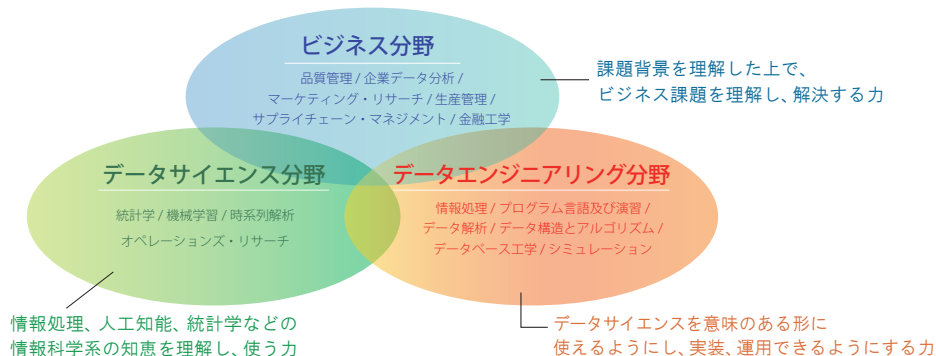 ビジネス分野
品質管理 / 企業データ分析 /
マーケティング・リサーチ / 生産管理 /
サプライチェーン・マネジメント / 金融工学
課題背景を理解した上で、
ビジネス課題を理解し、解決する力
データサイエンス分野
統計学 / 機械学習 / 時系列解析
オペレーションズ・リサーチ
データエンジニアリング分野
情報処理 / プログラム言語及び演習 /
データ解析 / データ構造とアルゴリズム /
データベース工学 / シミュレーション
情報処理、人工知能、統計学などの
情報科学系の知恵を理解し、使う力
データサイエンスを意味のある形に
使えるようにし、実装、運用できるようにする力